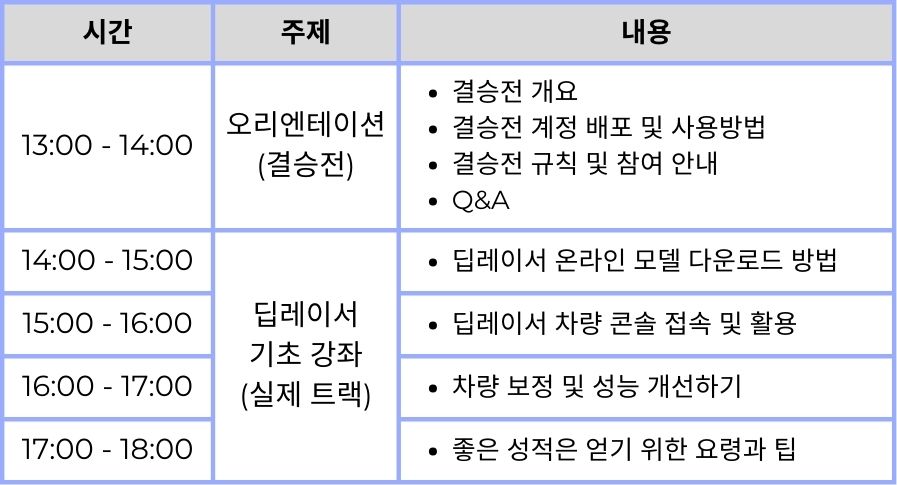 시간 주제 내용
13:00 - 14:00
오리엔테이션
(결승전)
• 결승전 개요
• 결승전 계정 배포 및 사용방법
• 결승전 규칙 및 참여 안내
• Q&A
14:00 - 15:00
딥레이서
기초 강좌
(실제 트랙)
• 딥레이서 온라인 모델 다운로드 방법
15:00 - 16:00
• 딥레이서 차량 콘솔 접속 및 활용
16:00 - 17:00
• 차량 보정 및 성능 개선하기
17:00 - 18:00
• 좋은 성적은 얻기 위한 요령과 팁